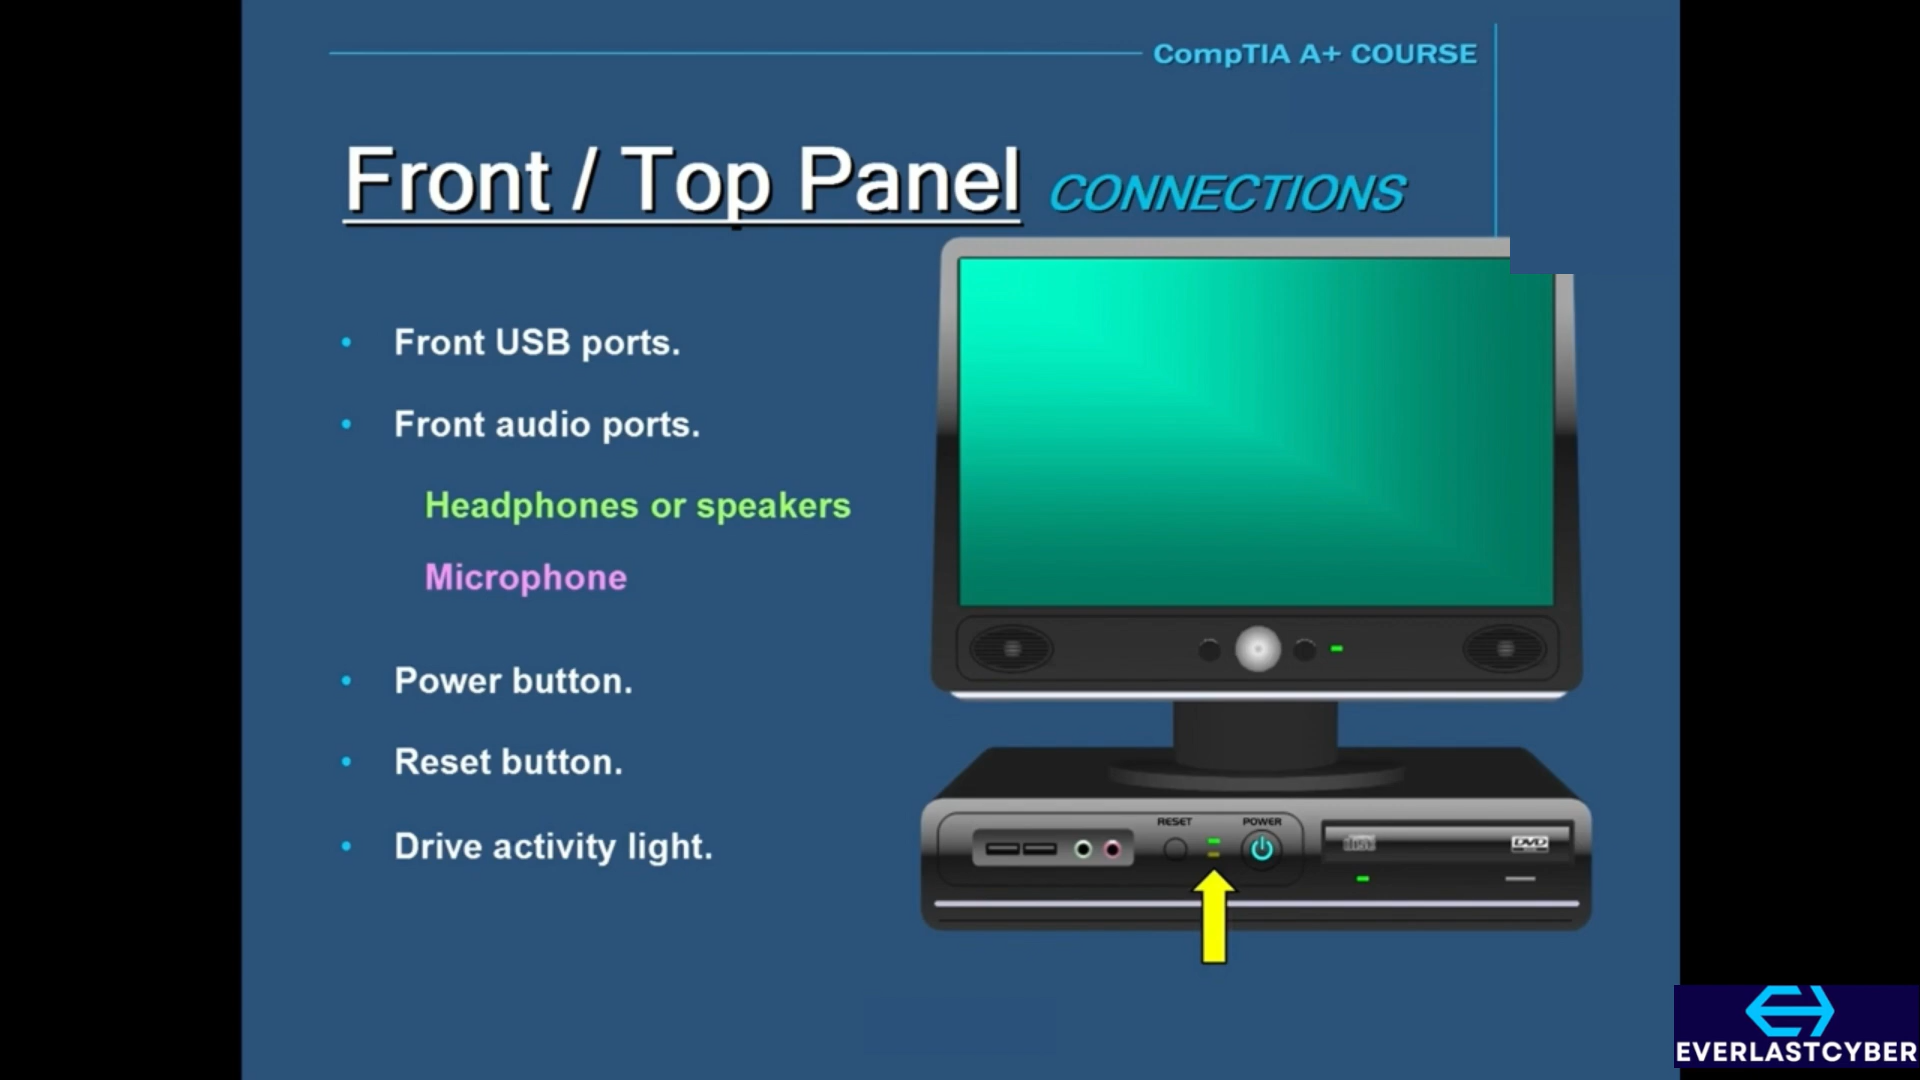 CompTIA A+ COURSE
Front / Top Panel CONNECTIONS
• Front USB ports.
• Front audio ports.
Headphones or speakers
Microphone
• Power button.
• Reset button.
• Drive activity light.
RESET
POWER
disc
DVD
EVERLASTCYBER